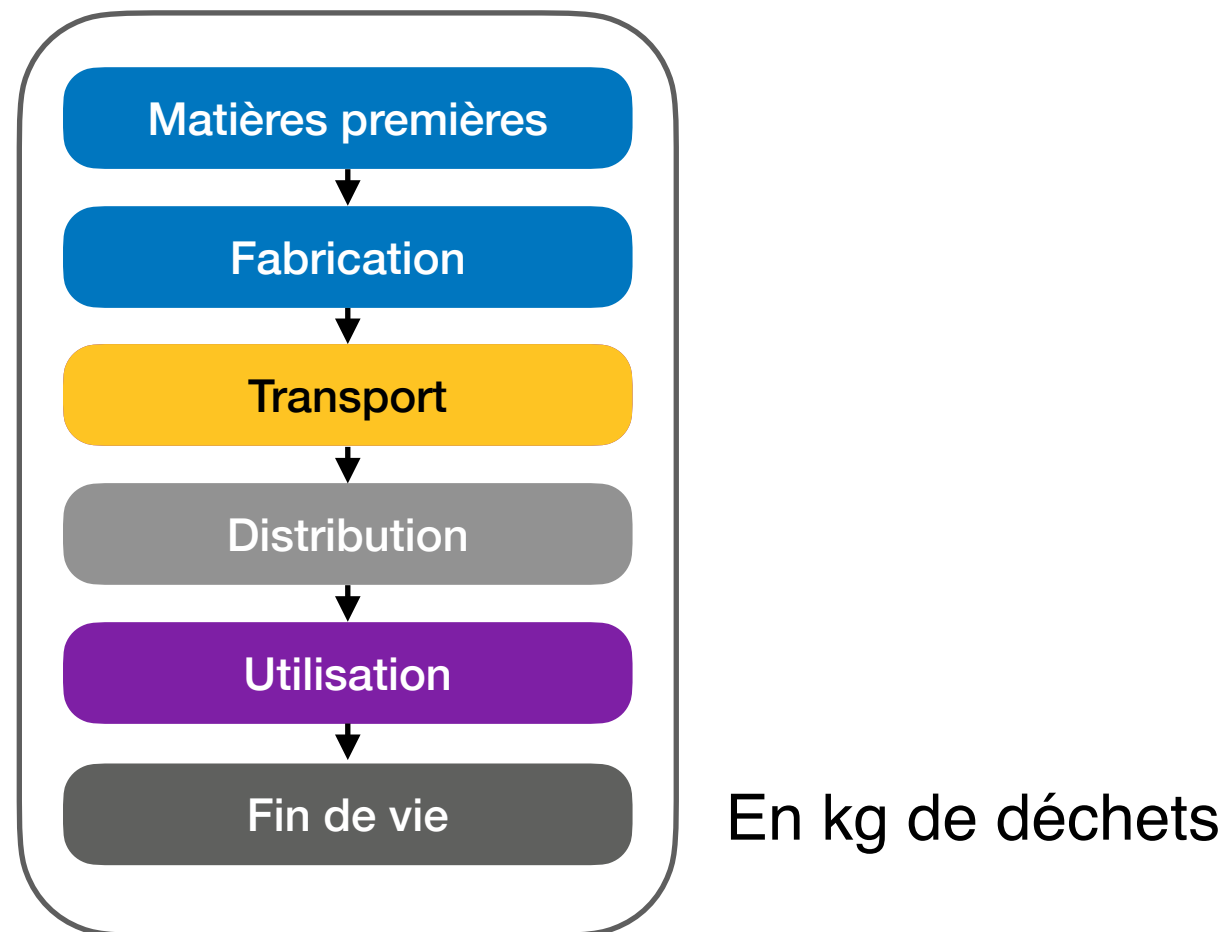 Matières premières
Fabrication
Transport
Distribution
Utilisation
Fin de vie
En kg de déchets